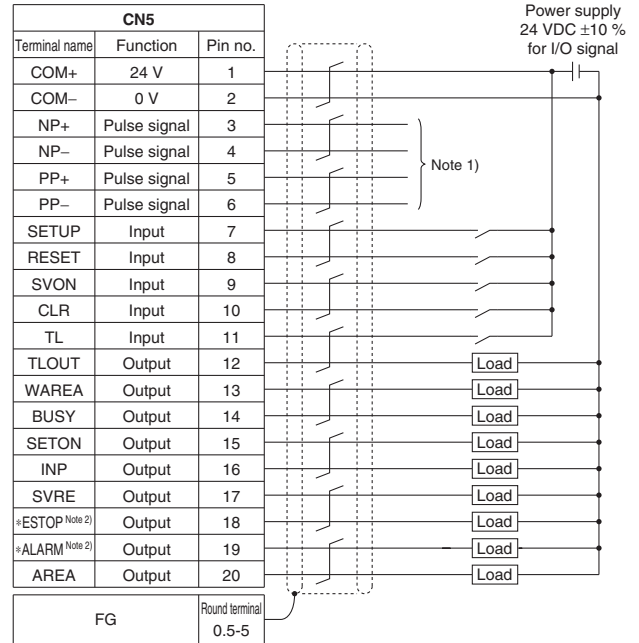 Power supply
24 VDC ±10 %
for I/O signal
CN5
Terminal name Function Pin no.
COM+ 24 V 1
COM− 0 V 2
NP+ Pulse signal 3
NP− Pulse signal 4
PP+ Pulse signal 5
PP− Pulse signal 6
Note 1)
SETUP Input 7
RESET Input 8
SVON Input 9
CLR Input 10
TL Input 11
TLOUT Output 12 Load
WAREA Output 13 Load
BUSY Output 14 Load
SETON Output 15 Load
INP Output 16 Load
SVRE Output 17 Load
∗ESTOP Note 2) Output 18 Load
∗ALARM Note 2) Output 19 Load
AREA Output 20 Load
FG Round terminal
0.5-5